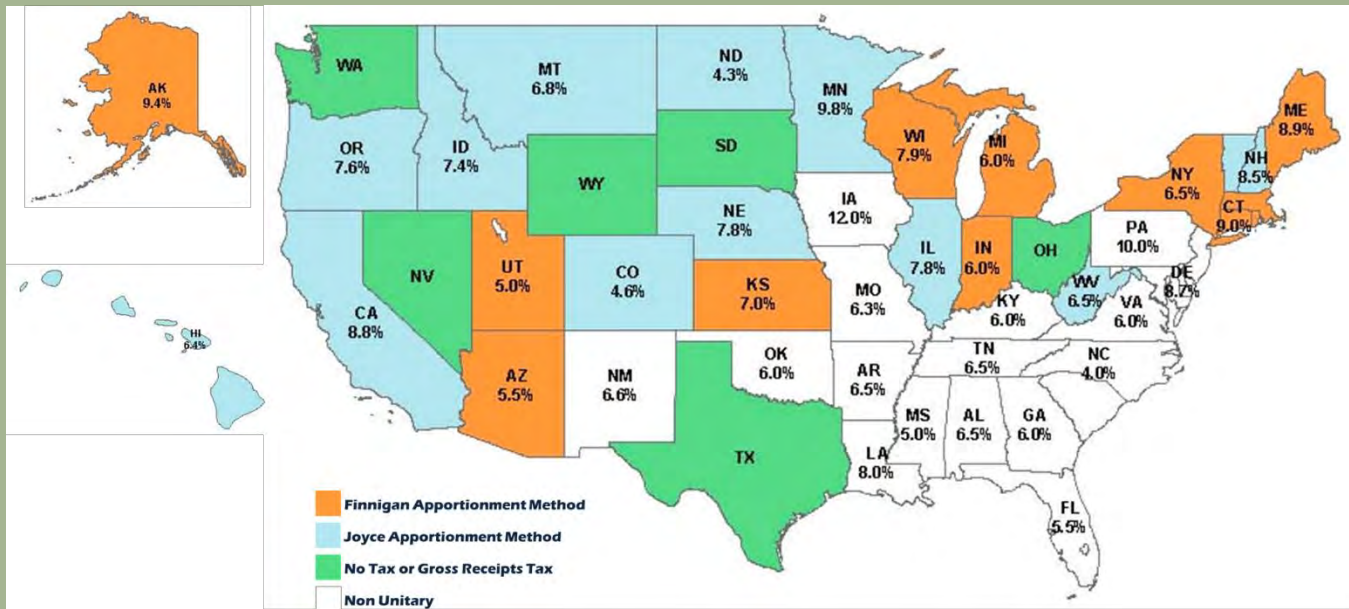 AK
9.4%
HI
6.4%
WA
MT
6.8%
ND
4.3%
MN
9.8%
OR
7.6%
ID
7.4%
WY
SD
WI
7.9%
MI
6.0%
ME
8.9%
NH
8.5%
NY
6.5%
CT
9.0%
NE
7.8%
IA
12.0%
PA
10.0%
NV
UT
5.0%
CO
4.6%
KS
7.0%
IL
7.8%
IN
6.0%
OH
WV
6.5%
DE
8.7%
CA
8.8%
MO
6.3%
KY
6.0%
VA
6.0%
AZ
5.5%
NM
6.6%
OK
6.0%
AR
6.5%
TN
6.5%
NC
4.0%
MS
5.0%
AL
6.5%
GA
6.0%
TX
LA
8.0%
FL
5.5%
Finnigan Apportionment Method
Joyce Apportionment Method
No Tax or Gross Receipts Tax
Non Unitary